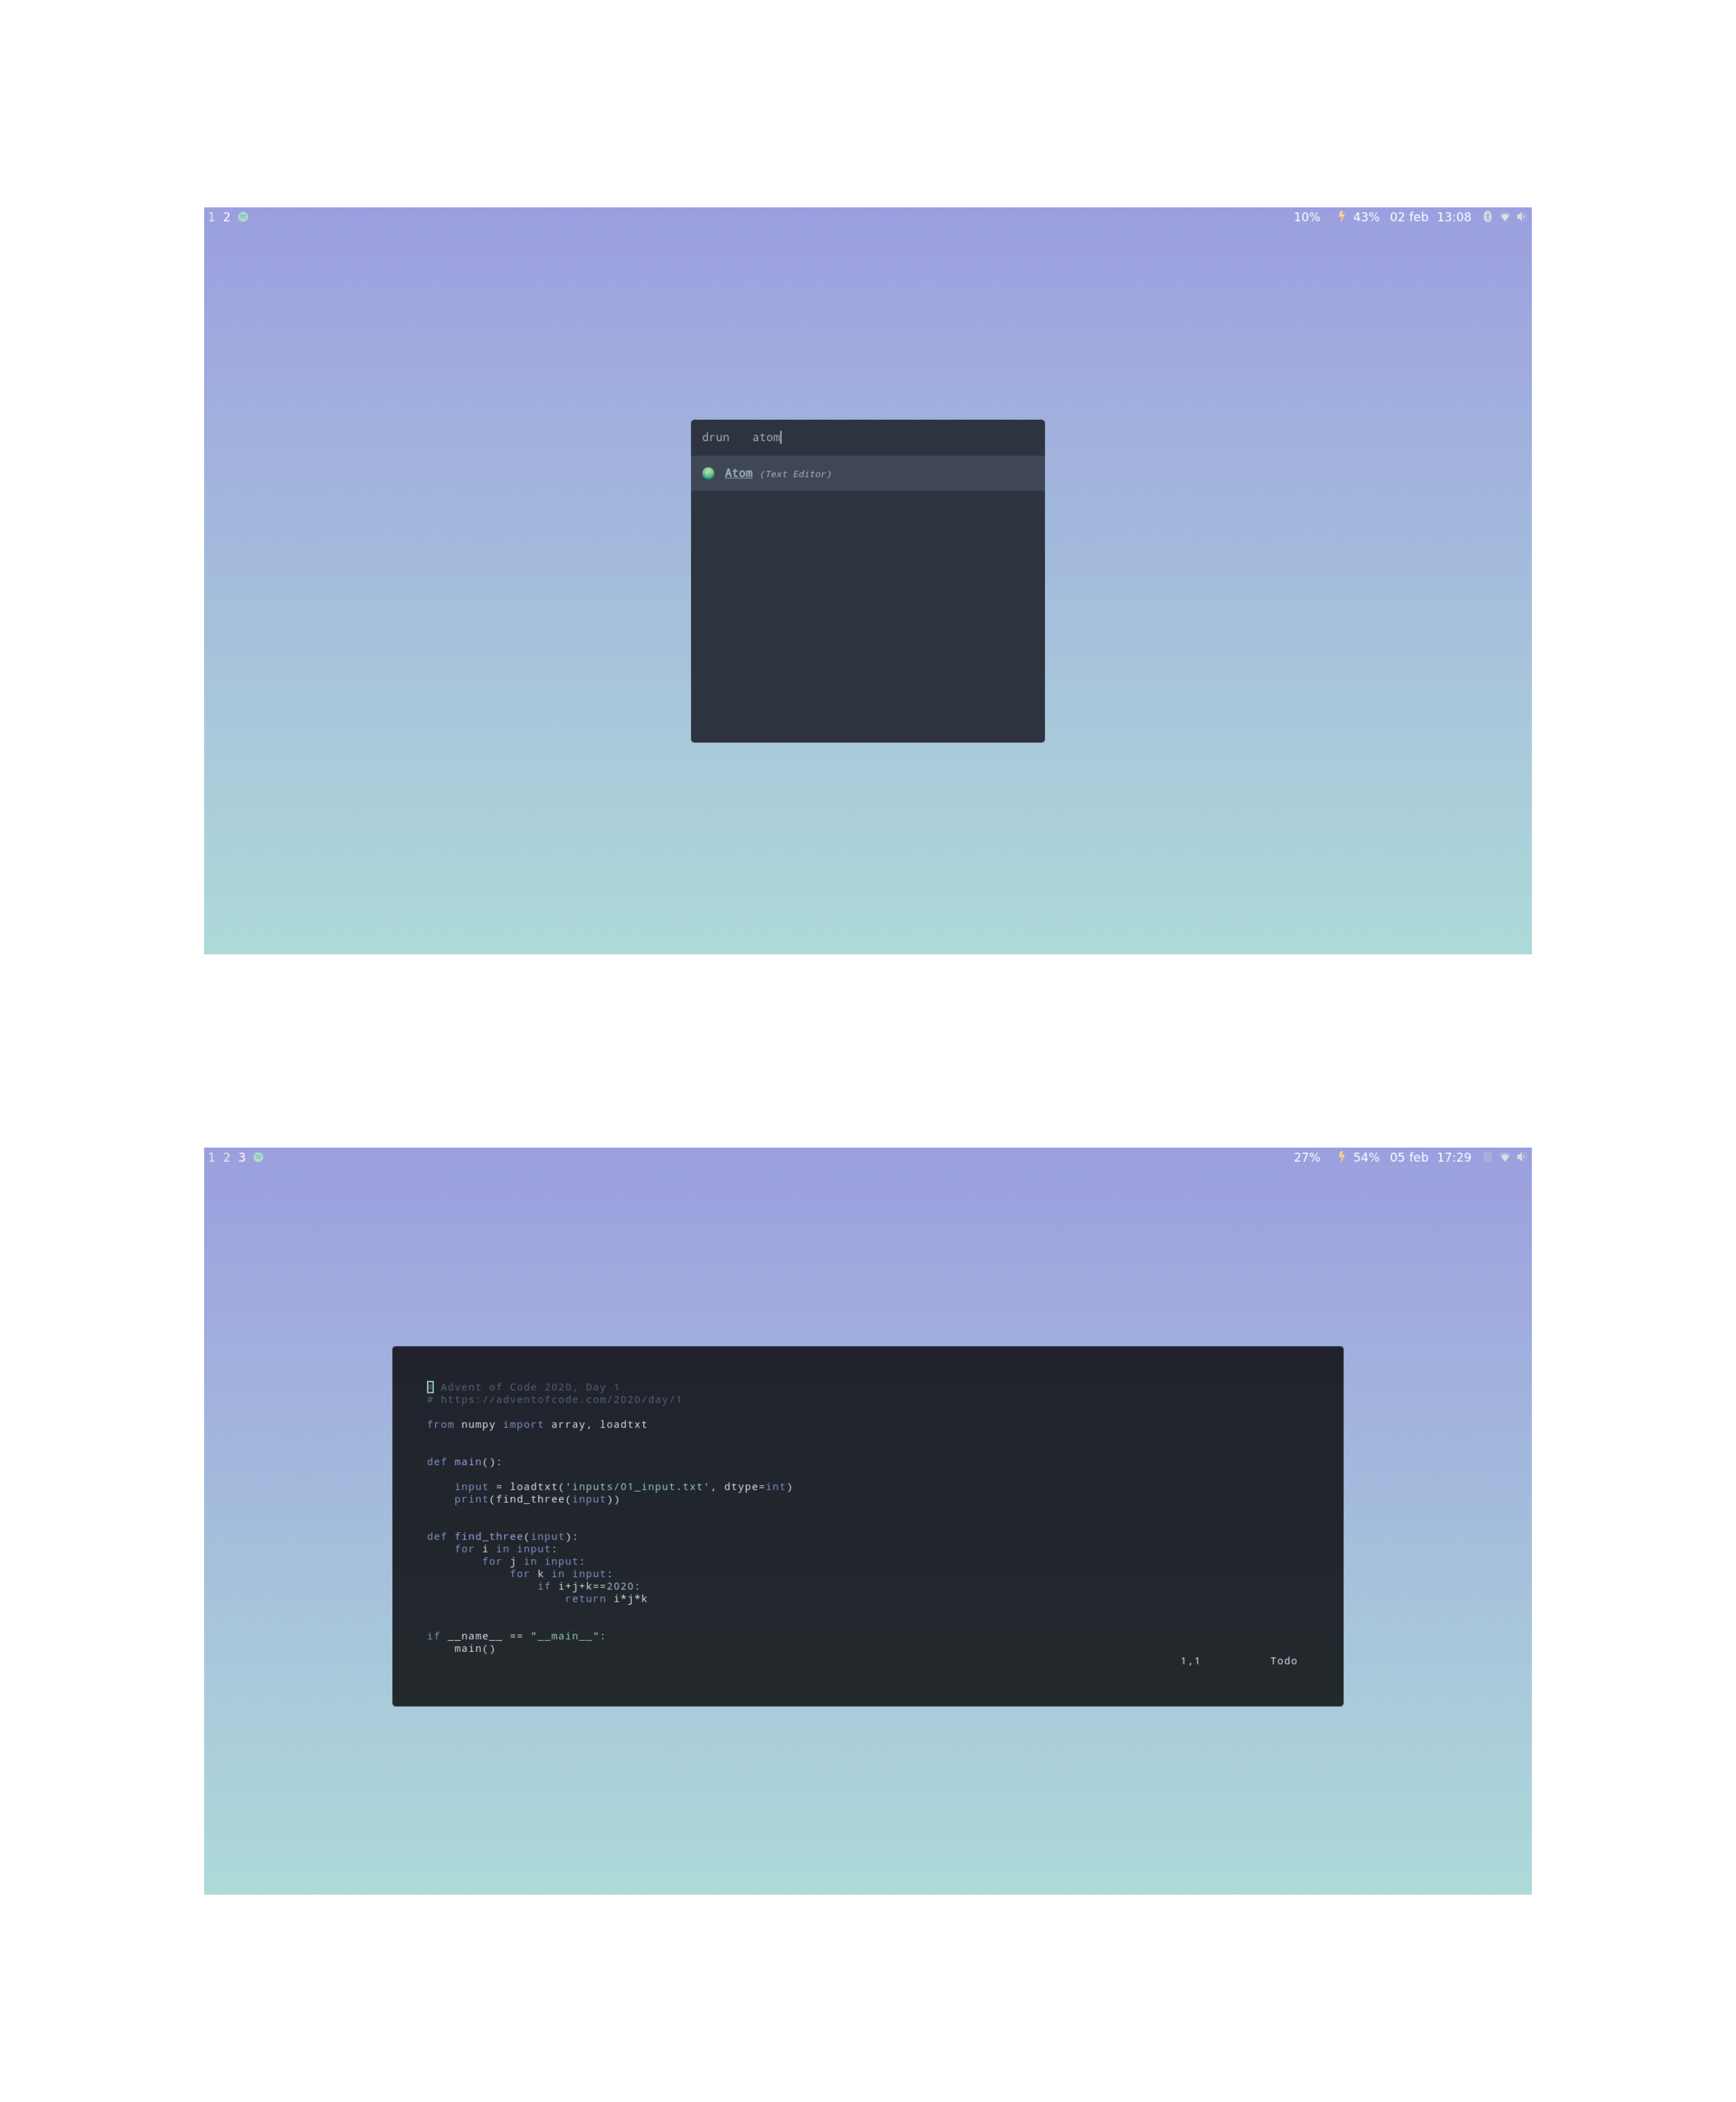 1 2 10% 43% 02 feb 13:08
drun atom
Atom (Text Editor)
1 2 3 27% 54% 05 feb 17:29
# Advent of Code 2020, Day 1
# https://adventofcode.com/2020/day/1
from numpy import array, loadtxt
def main():
    input = loadtxt('inputs/01_input.txt', dtype=int)
    print(find_three(input))
def find_three(input):
    for i in input:
        for j in input:
            for k in input:
                if i+j+k==2020:
                    return i*j*k
if __name__ == "__main__":
    main()
1,1 Todo